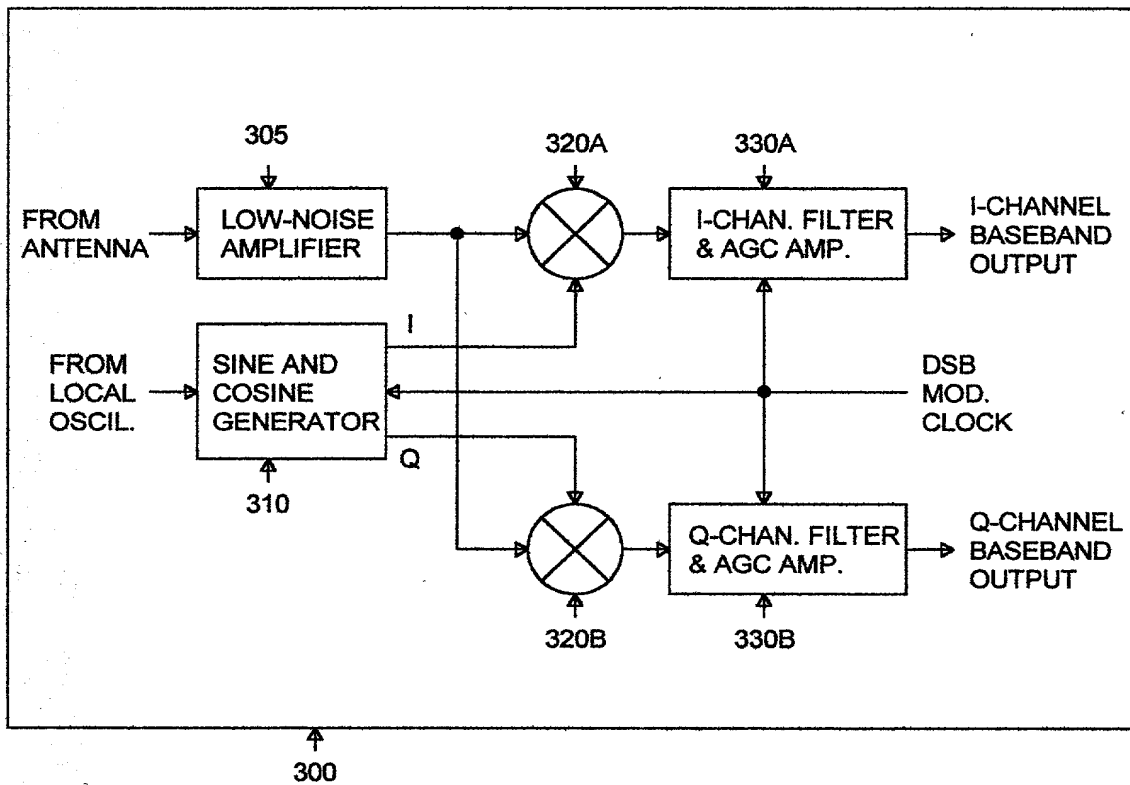 305
320A
330A
FROM
ANTENNA
LOW-NOISE
AMPLIFIER
I-CHAN. FILTER
& AGC AMP.
I-CHANNEL
BASEBAND
OUTPUT
I
FROM
LOCAL
OSCIL.
SINE AND
COSINE
GENERATOR
DSB
MOD.
CLOCK
Q
310
Q-CHAN. FILTER
& AGC AMP.
Q-CHANNEL
BASEBAND
OUTPUT
320B
330B
300